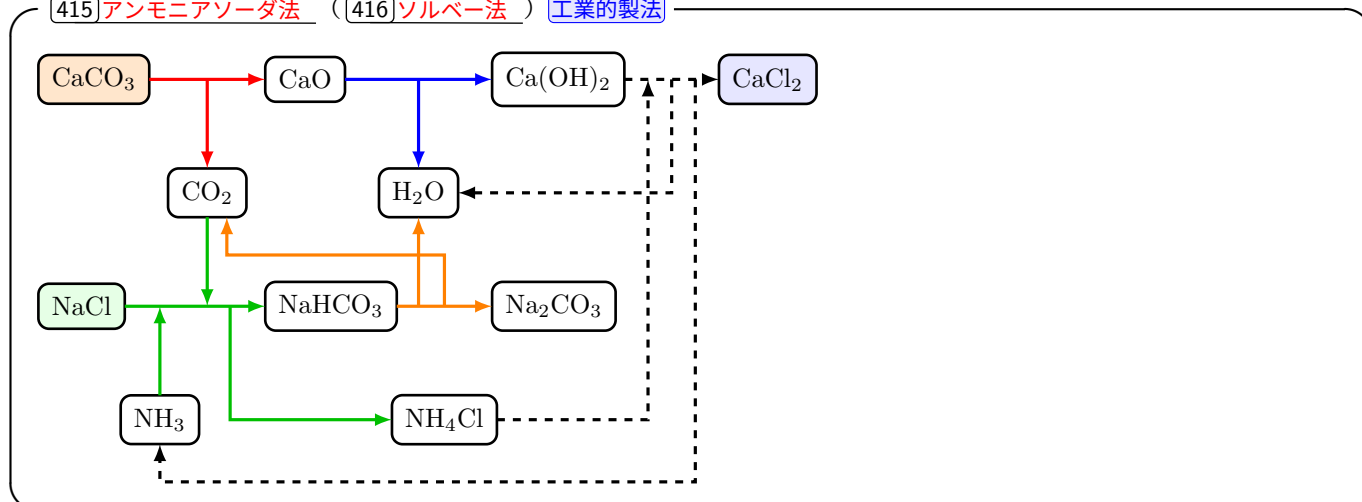 415 アンモニアソーダ法 （ 416 ソルベー法 ） 工業的製法
CaCO₃ CaO Ca(OH)₂ CaCl₂
CO₂ H₂O
NaCl NaHCO₃ Na₂CO₃
NH₃ NH₄Cl